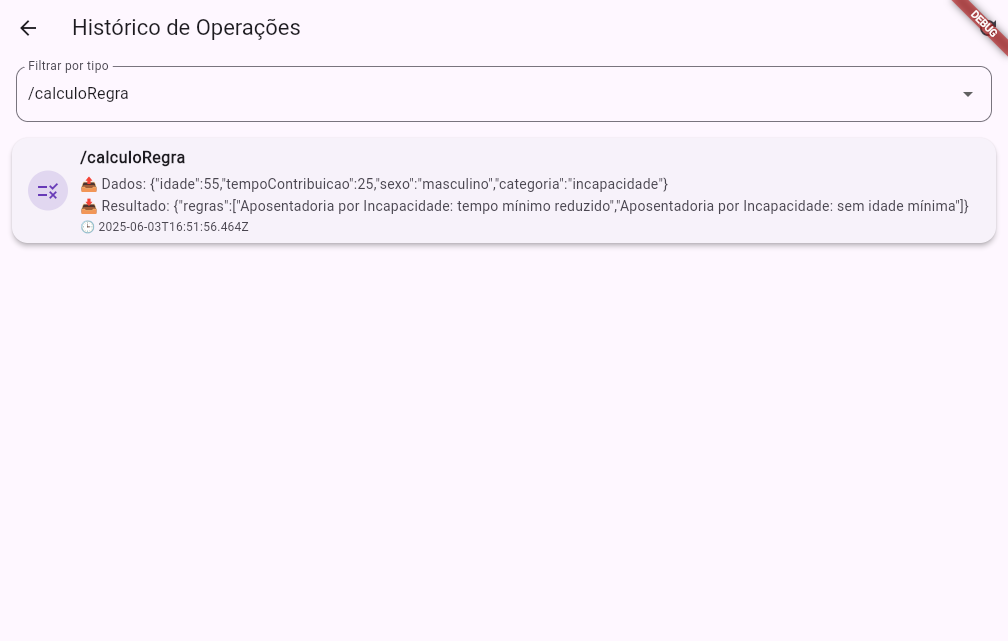 Histórico de Operações
DEBUG
Filtrar por tipo
/calculoRegra
/calculoRegra
📤 Dados: {"idade":55,"tempoContribuicao":25,"sexo":"masculino","categoria":"incapacidade"}
📥 Resultado: {"regras":["Aposentadoria por Incapacidade: tempo mínimo reduzido","Aposentadoria por Incapacidade: sem idade mínima"]}
🕒 2025-06-03T16:51:56.464Z